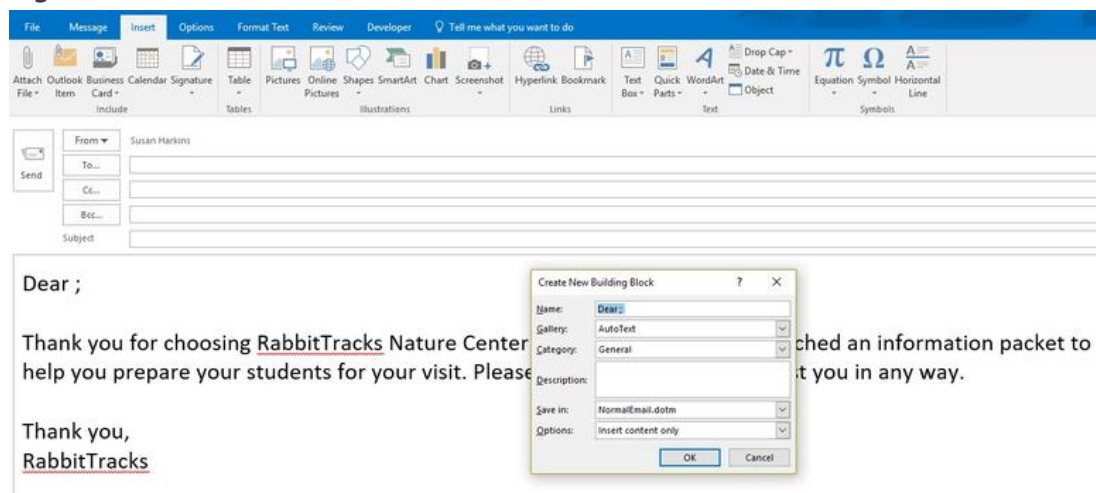 File Message Insert Options Format Text Review Developer Tell me what you want to do
Attach File Outlook Item Business Card Calendar Signature Table Pictures Online Pictures Shapes SmartArt Chart Screenshot Hyperlink Bookmark Text Box Quick Parts WordArt Drop Cap Date & Time Object Equation Symbol Horizontal Line
Include Tables Illustrations Links Text Symbols
Send
From Susan Harkins
To...
Cc...
Bcc...
Subject
Dear ;
Thank you for choosing RabbitTracks Nature Center ched an information packet to
help you prepare your students for your visit. Please t you in any way.
Thank you,
RabbitTracks
Create New Building Block ? X
Name: Dear ;
Gallery: AutoText
Category: General
Description:
Save in: NormalEmail.dotm
Options: Insert content only
OK Cancel